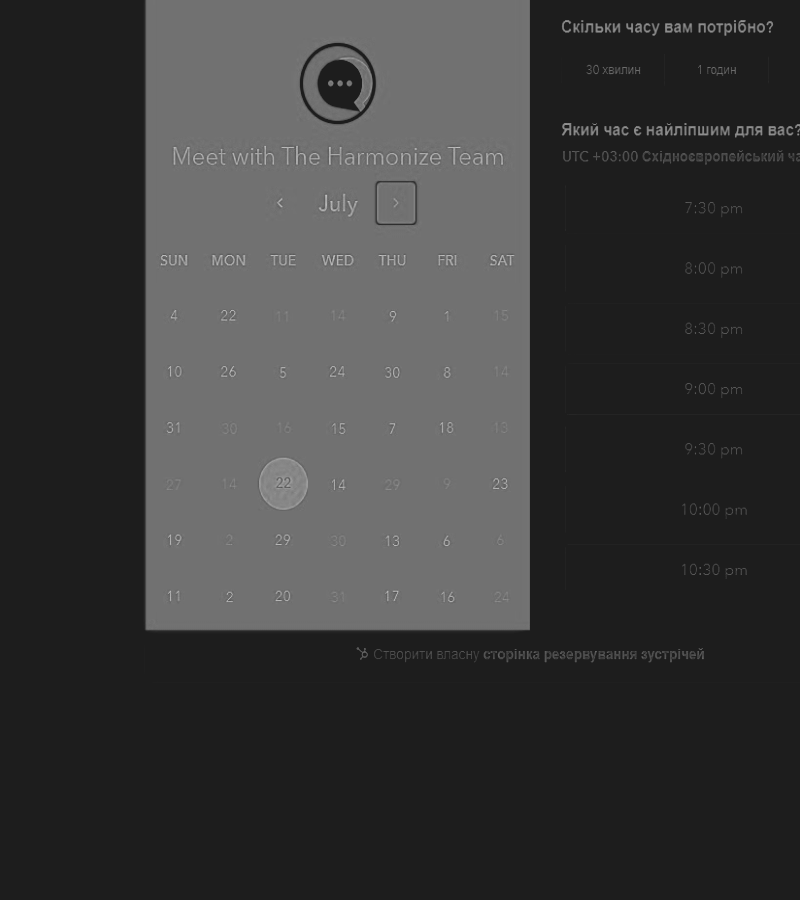 Meet with The Harmonize Team
July
SUN MON TUE WED THU FRI SAT
4 22 11 14 9 1 15
10 26 5 24 30 8 14
31 30 16 15 7 18 13
27 14 22 14 29 9 23
19 2 29 30 13 6 6
11 2 20 31 17 16 24
Скільки часу вам потрібно?
30 хвилин 1 годин
Який час є найліпшим для вас?
UTC +03:00 Східноєвропейський
7:30 pm
8:00 pm
8:30 pm
9:00 pm
9:30 pm
10:00 pm
10:30 pm
Створити власну сторінка резервування зустрічей